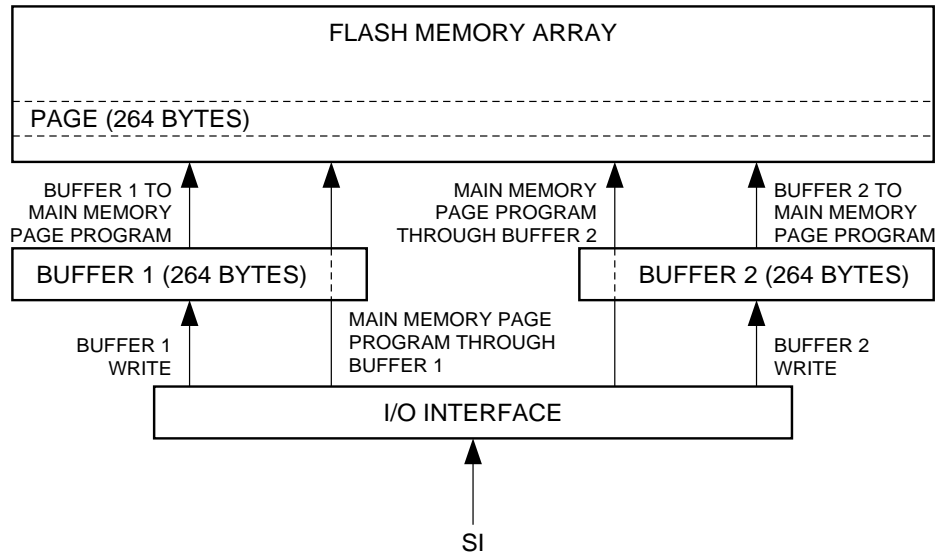 FLASH MEMORY ARRAY
PAGE (264 BYTES)
BUFFER 1 TO
MAIN MEMORY
PAGE PROGRAM
MAIN MEMORY
PAGE PROGRAM
THROUGH BUFFER 2
BUFFER 2 TO
MAIN MEMORY
PAGE PROGRAM
BUFFER 1 (264 BYTES)
BUFFER 2 (264 BYTES)
BUFFER 1
WRITE
MAIN MEMORY PAGE
PROGRAM THROUGH
BUFFER 1
BUFFER 2
WRITE
I/O INTERFACE
SI